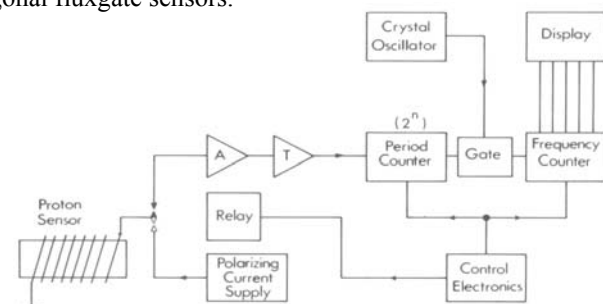 gonal fluxgate sensors.
Crystal
Oscillator
Display
(2ⁿ)
A
T
Period
Counter
Gate
Frequency
Counter
Proton
Sensor
Relay
Polarizing
Current
Supply
Control
Electronics